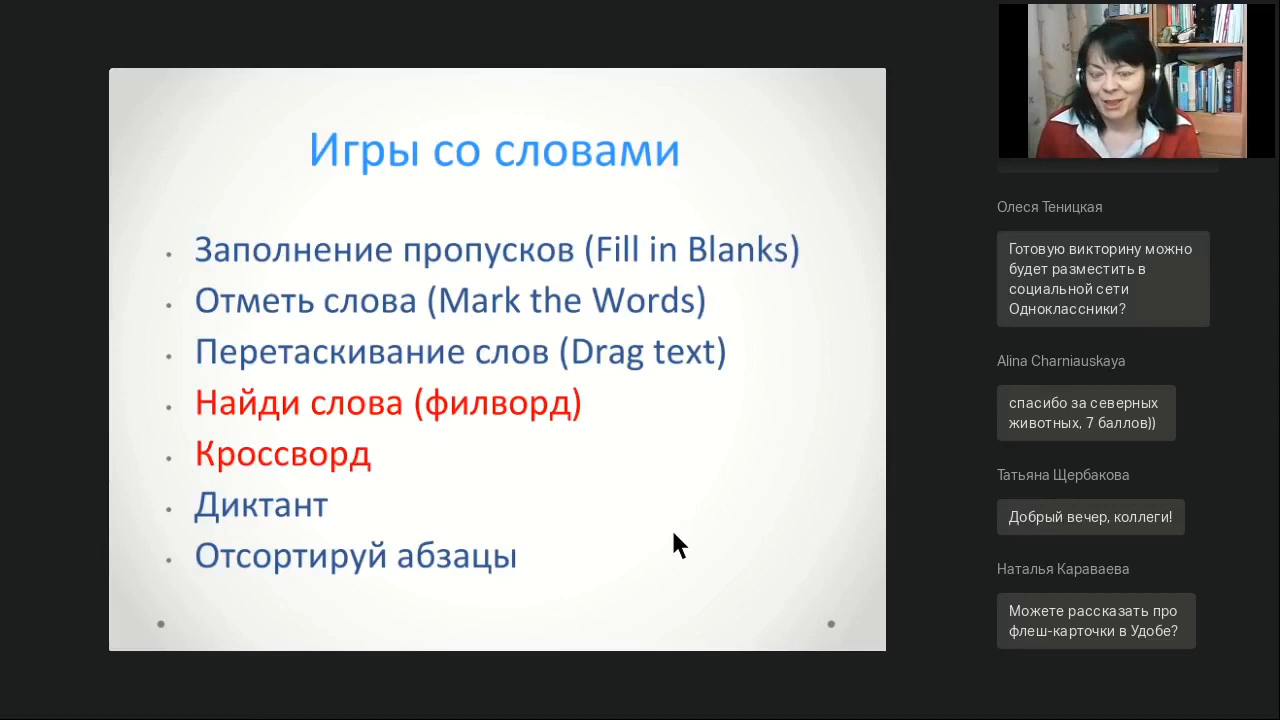 Игры со словами
Заполнение пропусков (Fill in Blanks)
Отметь слова (Mark the Words)
Перетаскивание слов (Drag text)
Найди слова (филворд)
Кроссворд
Диктант
Отсортируй абзацы
Олеся Теницкая
Готовую викторину можно
будет разместить в
социальной сети
Одноклассники?
Alina Charniauskaya
спасибо за северных
животных, 7 баллов))
Татьяна Щербакова
Добрый вечер, коллеги!
Наталья Караваева
Можете рассказать про
флеш-карточки в Удобе?